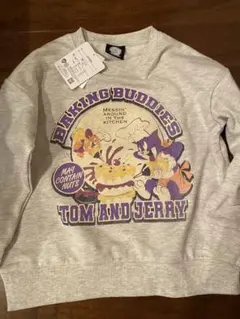 BAKING BUDDIES
MESSIN'
AROUND
IN THE
KITCHEN
MAY
CONTAIN
NUTS
TOM AND JERRY